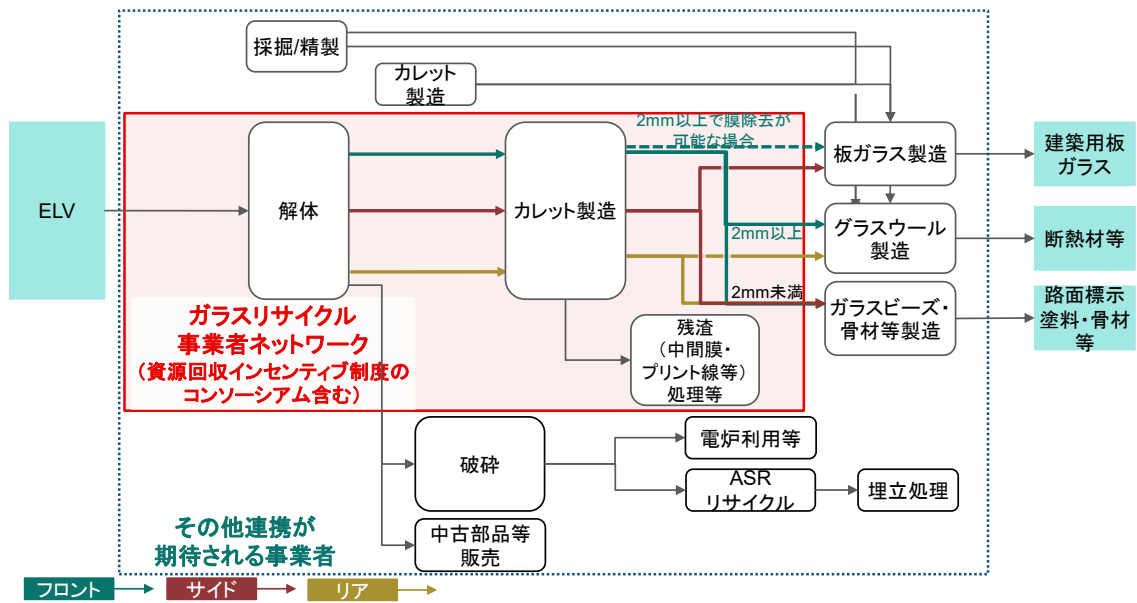 採掘/精製
カレット
製造
2mm以上で膜除去が
可能な場合
ELV
解体
カレット製造
板ガラス製造
建築用板
ガラス
2mm以上
グラスウール
製造
断熱材等
2mm未満
ガラスビーズ・
骨材等製造
路面標示
塗料・骨材
等
ガラスリサイクル
事業者ネットワーク
（資源回収インセンティブ制度の
コンソーシアム含む）
残渣
（中間膜・
プリント線等）
処理等
破砕
電炉利用等
ASR
リサイクル
埋立処理
中古部品等
販売
その他連携が
期待される事業者
フロント
サイド
リア